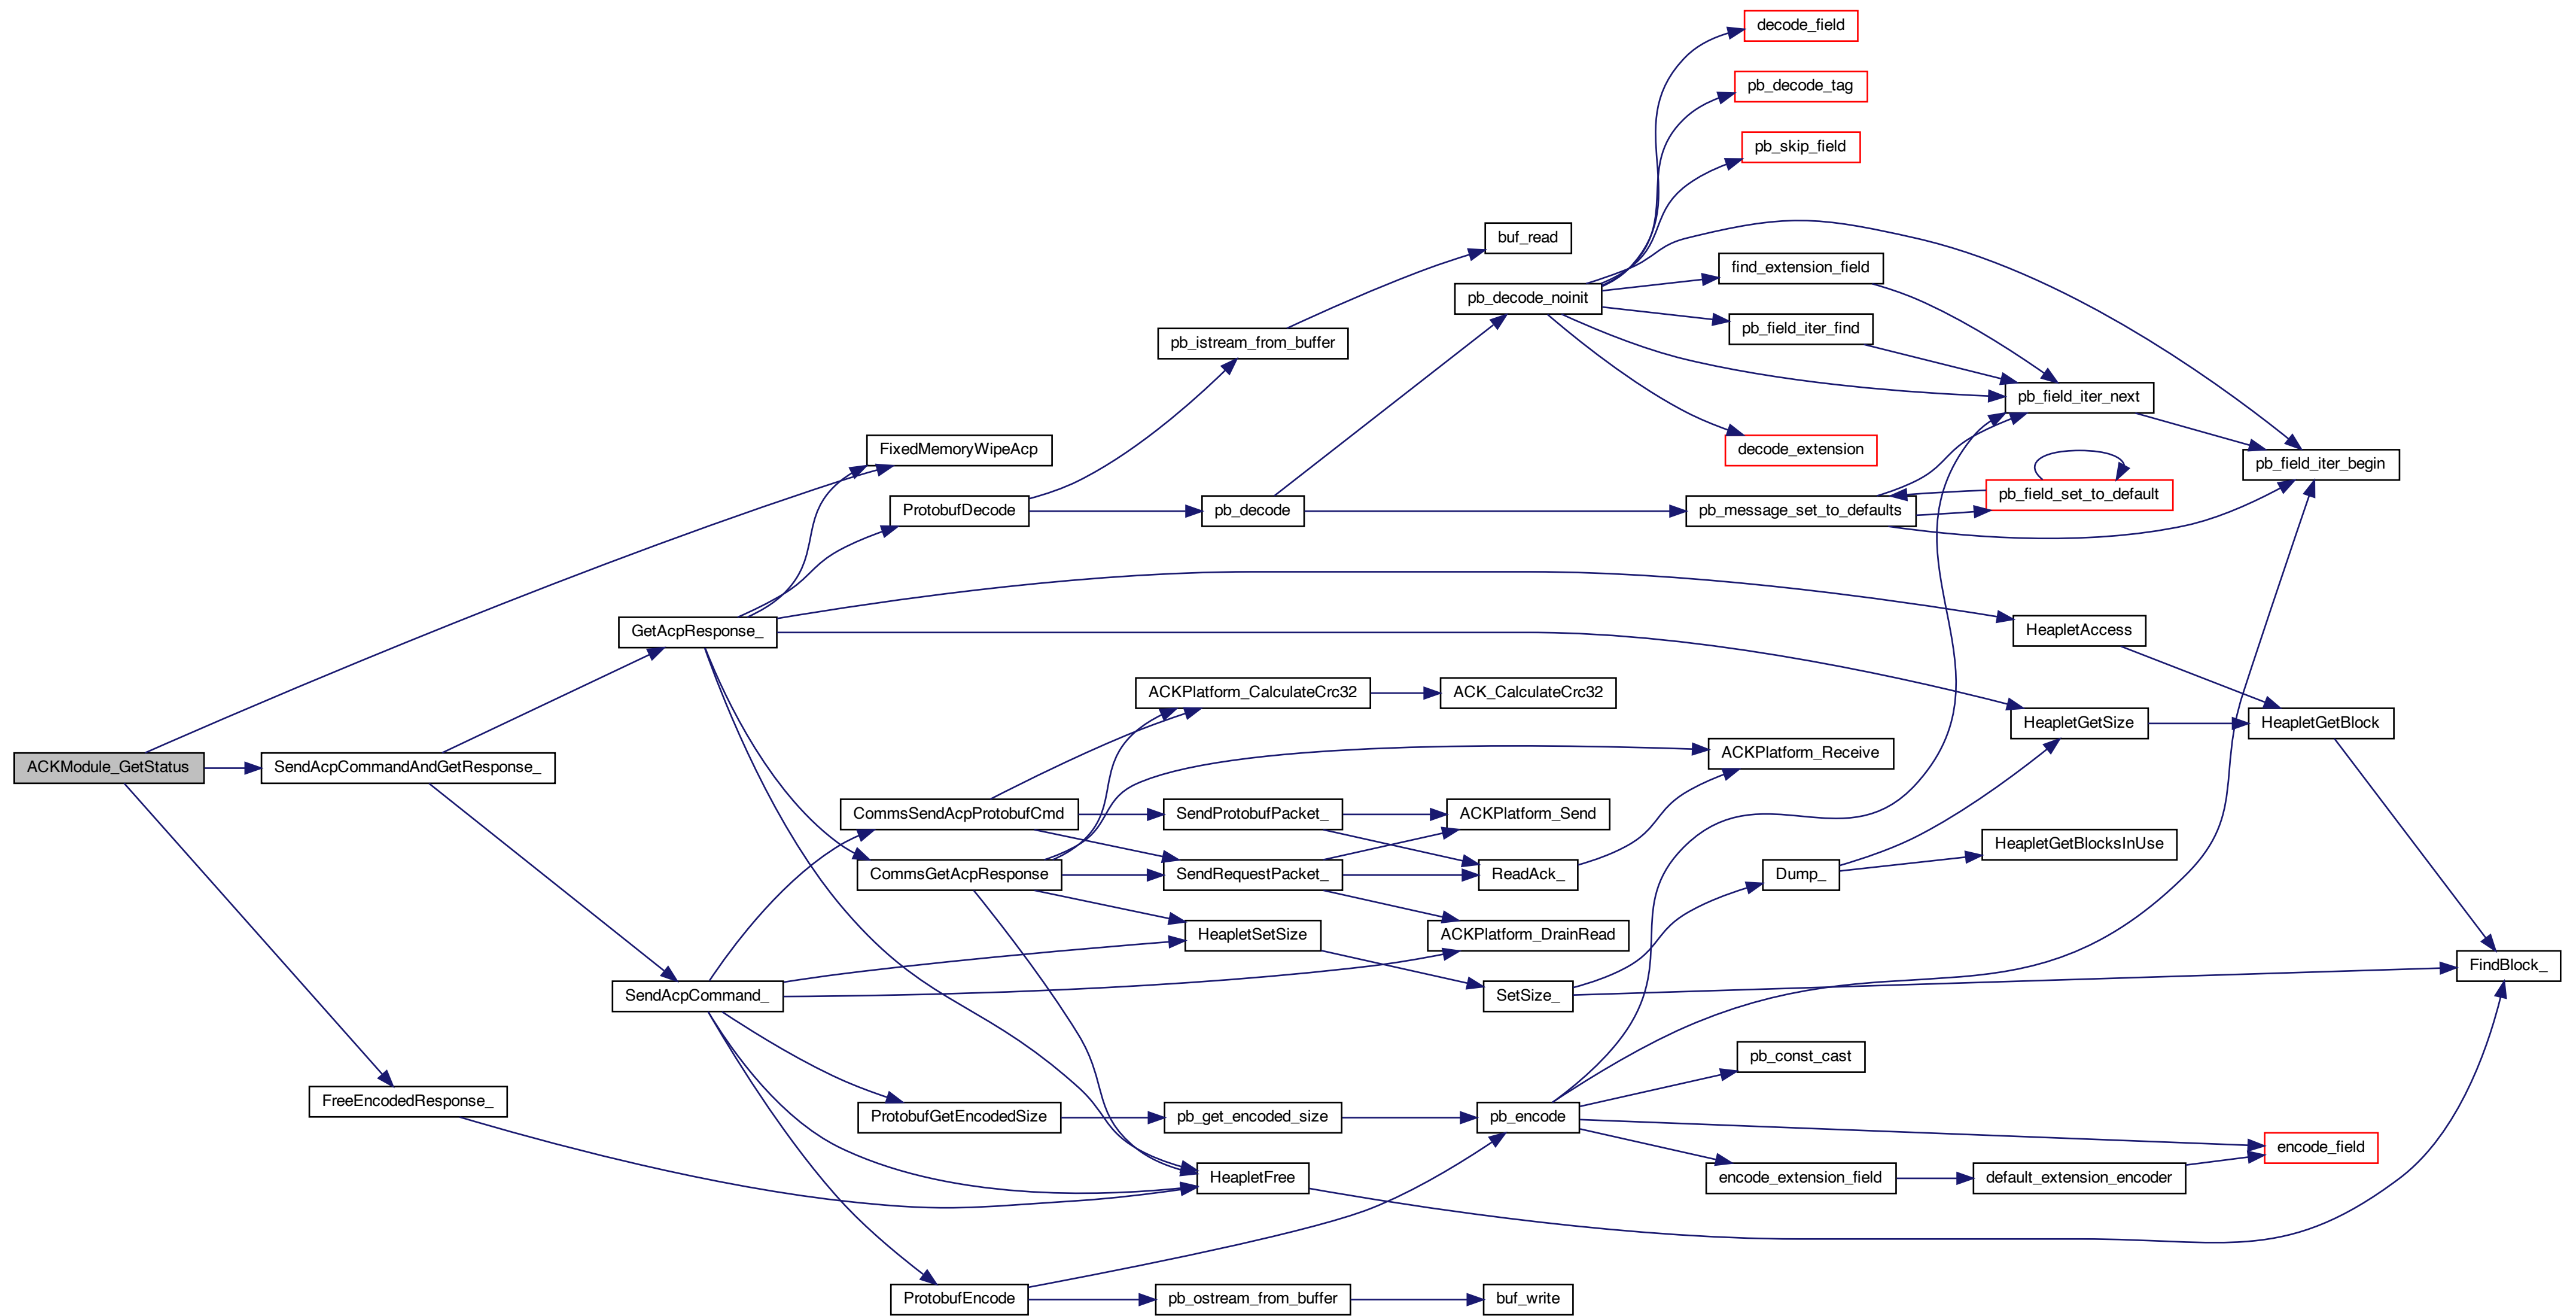 decode_field
pb_decode_tag
pb_skip_field
buf_read
find_extension_field
pb_decode_noinit
pb_field_iter_find
pb_istream_from_buffer
pb_field_iter_next
FixedMemoryWipeAcp
decode_extension
pb_field_iter_begin
pb_field_set_to_default
ProtobufDecode
pb_decode
pb_message_set_to_defaults
GetAcpResponse_
HeapletAccess
ACKPlatform_CalculateCrc32
ACK_CalculateCrc32
HeapletGetSize
HeapletGetBlock
ACKPlatform_Receive
ACKModule_GetStatus
SendAcpCommandAndGetResponse_
CommsSendAcpProtobufCmd
SendProtobufPacket_
ACKPlatform_Send
HeapletGetBlocksInUse
CommsGetAcpResponse
SendRequestPacket_
ReadAck_
Dump_
HeapletSetSize
ACKPlatform_DrainRead
FindBlock_
SendAcpCommand_
SetSize_
pb_const_cast
FreeEncodedResponse_
ProtobufGetEncodedSize
pb_get_encoded_size
pb_encode
encode_field
HeapletFree
encode_extension_field
default_extension_encoder
ProtobufEncode
pb_ostream_from_buffer
buf_write